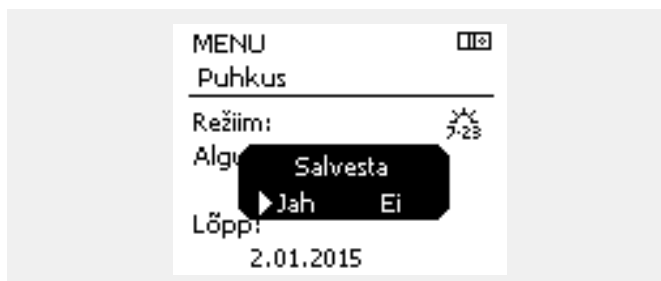 MENU
Puhkus
Režiim:
7-23
Salvesta
Jah Ei
Lõpp:
2.01.2015